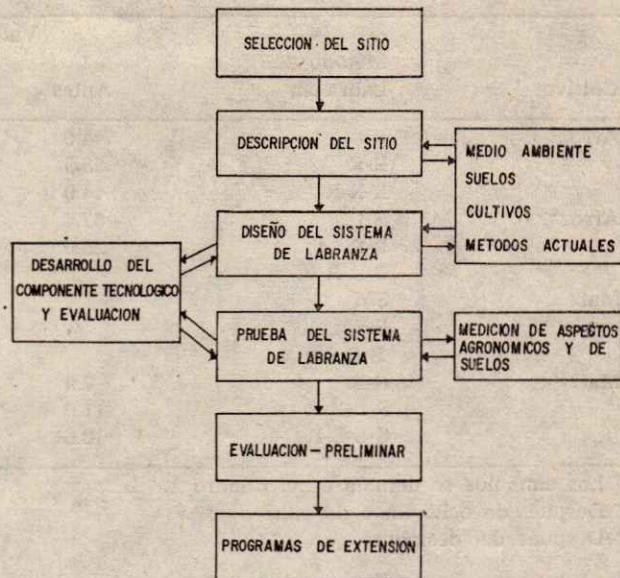 SELECCION DEL SITIO
DESCRIPCION DEL SITIO
MEDIO AMBIENTE
SUELOS
CULTIVOS
METODOS ACTUALES
DISEÑO DEL SISTEMA
DE LABRANZA
DESARROLLO DEL
COMPONENTE TECNOLOGICO
Y EVALUACION
PRUEBA DEL SISTEMA
DE LABRANZA
MEDICION DE ASPECTOS
AGRONOMICOS Y DE
SUELOS
EVALUACION-PRELIMINAR
PROGRAMAS DE EXTENSION